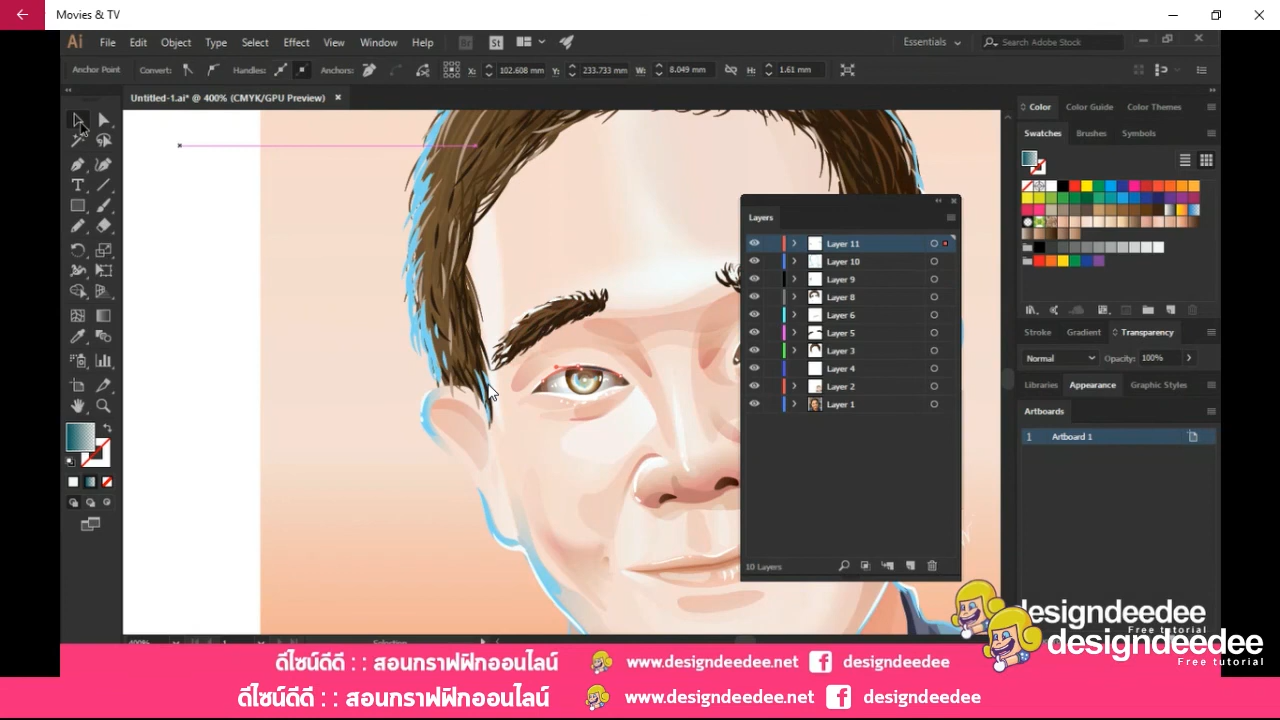 Movies & TV
Ai File Edit Object Type Select Effect View Window Help Br St Essentials Search Adobe Stock
Anchor Point Convert: Handles: Anchors: X: 102.608 mm Y: 233.733 mm W: 8.049 mm H: 1.61 mm
Untitled-1.ai* @ 400% (CMYK/GPU Preview)
Color Color Guide Color Themes
Swatches Brushes Symbols
Layers
Layer 11
Layer 10
Layer 9
Layer 8
Layer 6
Layer 5
Layer 3
Layer 4
Layer 2
Layer 1
10 Layers
Stroke Gradient Transparency
Normal Opacity: 100%
Libraries Appearance Graphic Styles
Artboards
1 Artboard 1
400% 1 Selection
designdeedee
Free tutorial
designdeedee
Free tutorial
ดีไซน์ดีดี : : สอนกราฟฟิกออนไลน์ www.designdeedee.net designdeedee
ดีไซน์ดีดี : : สอนกราฟฟิกออนไลน์ www.designdeedee.net designdeedee